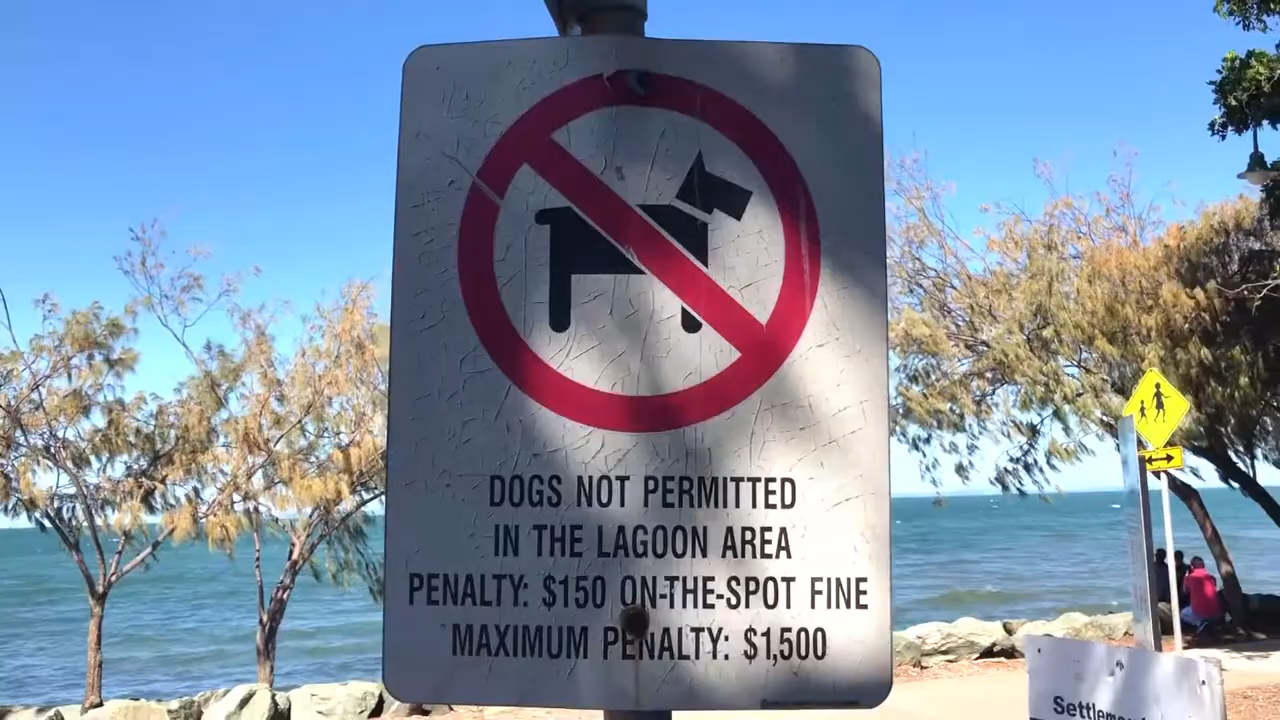 DOGS NOT PERMITTED
IN THE LAGOON AREA
PENALTY: $150 ON-THE-SPOT FINE
MAXIMUM PENALTY: $1,500